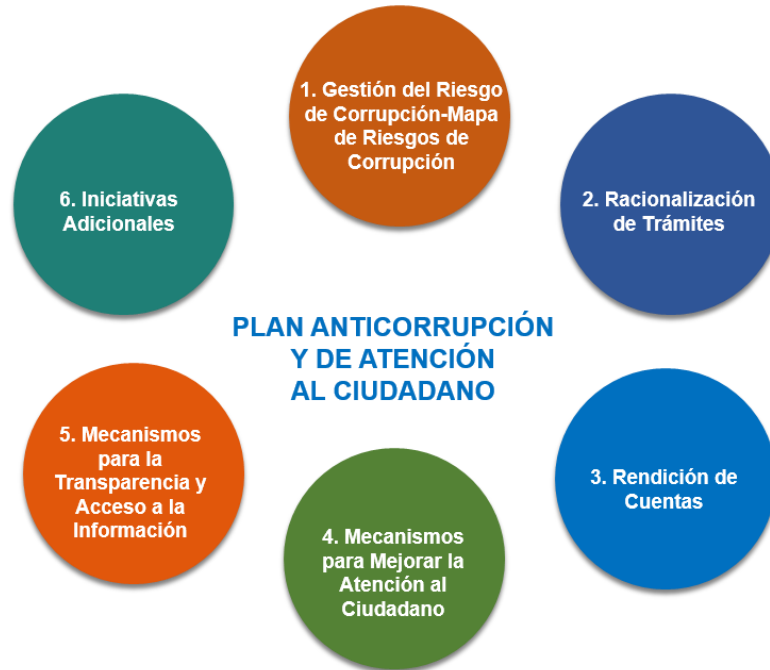 1. Gestión del Riesgo
de Corrupción-Mapa
de Riesgos de
Corrupción
2. Racionalización
de Trámites
3. Rendición de
Cuentas
4. Mecanismos
para Mejorar la
Atención al
Ciudadano
5. Mecanismos
para la
Transparencia y
Acceso a la
Información
6. Iniciativas
Adicionales
PLAN ANTICORRUPCIÓN
Y DE ATENCIÓN
AL CIUDADANO